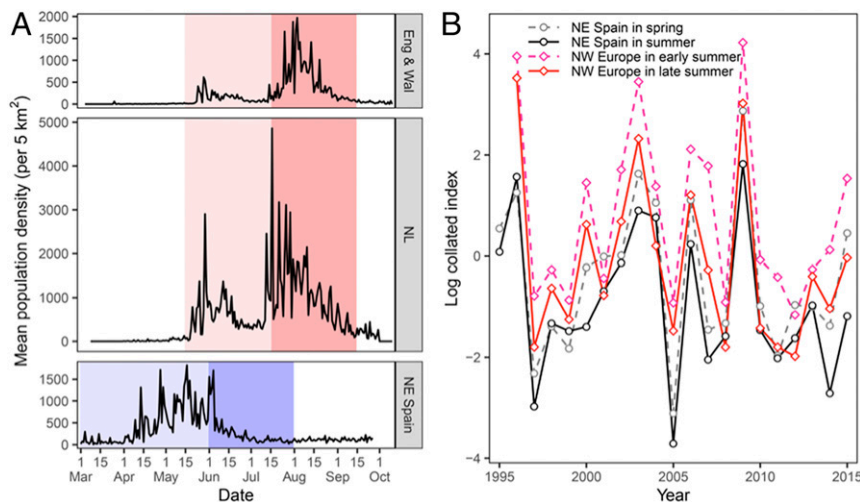 A
B
Mean population density (per 5 km²)
2000
1500
1000
500
0
Eng & Wal
5000
4000
3000
2000
1000
0
NL
1500
1000
500
0
NE Spain
1 15 1 15 1 15 1 15 1 15 1 15 1 15 1
Mar Apr May Jun Jul Aug Sep Oct
Date
NE Spain in spring
NE Spain in summer
NW Europe in early summer
NW Europe in late summer
Log collated index
4
2
0
−2
−4
1995 2000 2005 2010 2015
Year